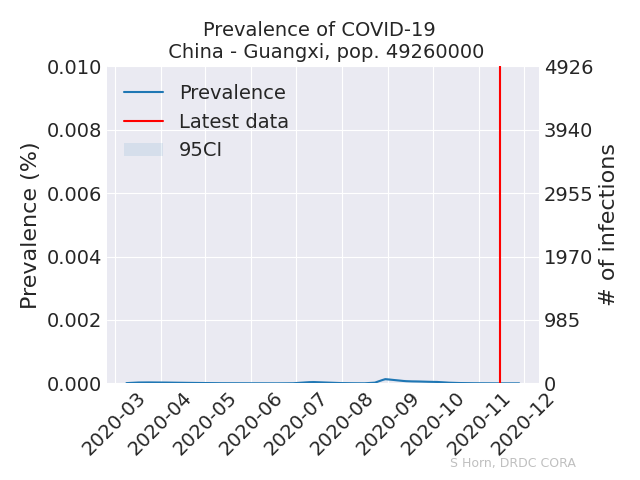 Prevalence of COVID-19
China - Guangxi, pop. 49260000
Prevalence (%)
0.010
0.008
0.006
0.004
0.002
0.000
Prevalence
Latest data
95CI
4926
3940
2955
1970
985
0
# of infections
2020-03
2020-04
2020-05
2020-06
2020-07
2020-08
2020-09
2020-10
2020-11
2020-12
S Horn, DRDC CORA